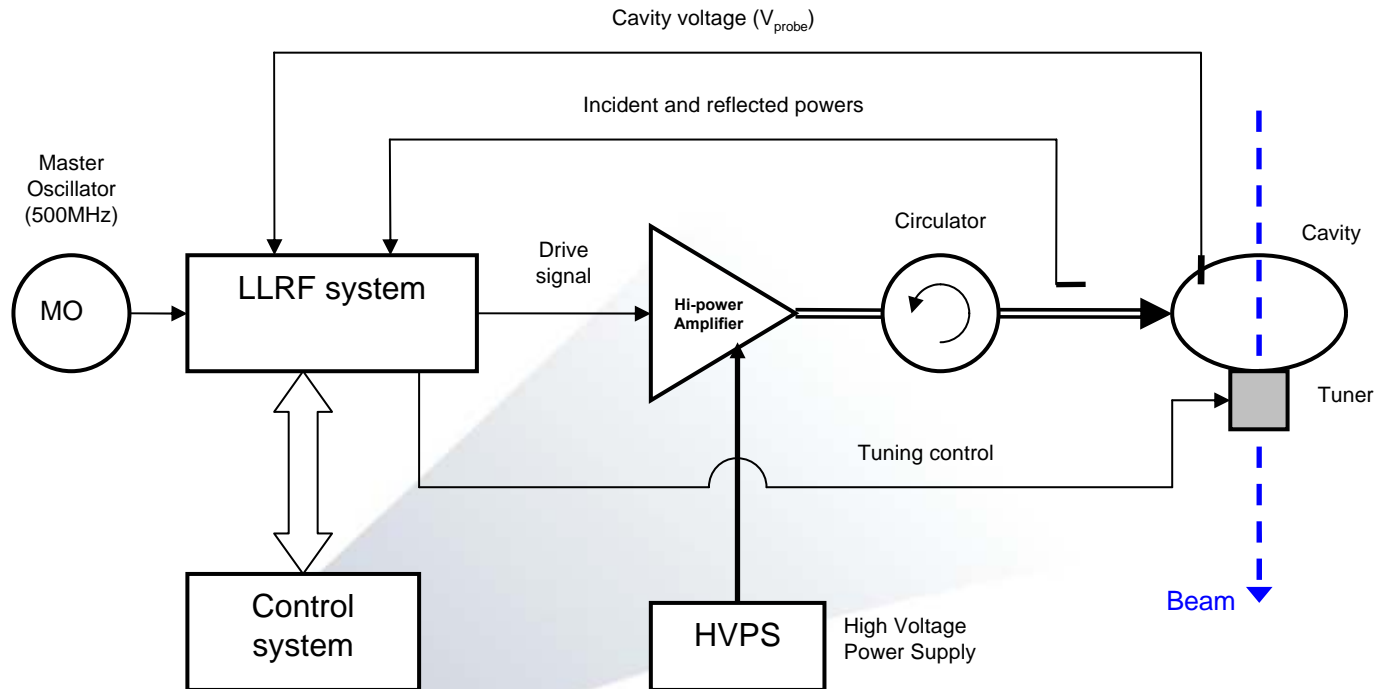 Cavity voltage (Vprobe)
Incident and reflected powers
Master
Oscillator
(500MHz)
MO
LLRF system
Drive
signal
Hi-power
Amplifier
Circulator
Cavity
Tuner
Tuning control
Control
system
HVPS
High Voltage
Power Supply
Beam